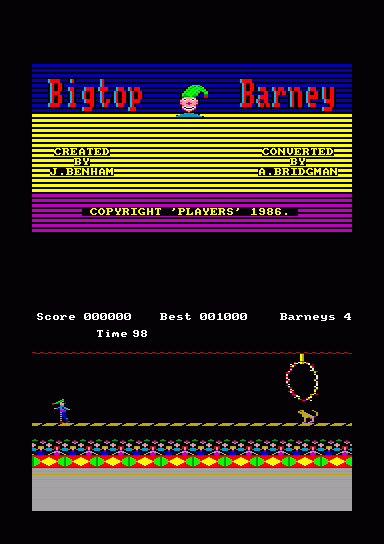 Bigtop Barney
CREATED CONVERTED
BY BY
J.BENHAM A.BRIDGMAN
COPYRIGHT 'PLAYERS' 1986.
Score 000000 Best 001000 Barneys 4
Time 98